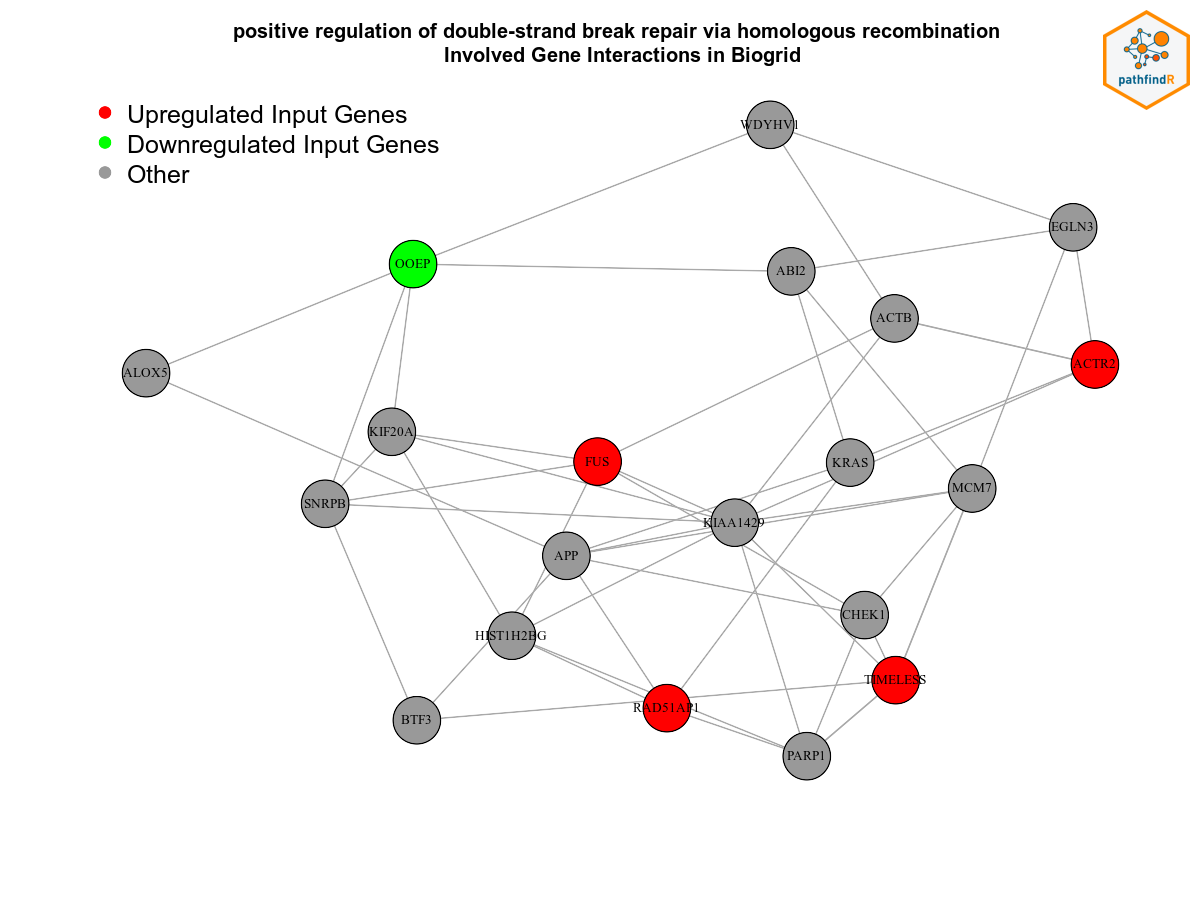 positive regulation of double-strand break repair via homologous recombination
Involved Gene Interactions in Biogrid
pathfindR
Upregulated Input Genes
Downregulated Input Genes
Other
WDYHV1
EGLN3
OOEP
ABI2
ACTB
ACTR2
ALOX5
KIF20A
FUS
KRAS
MCM7
SNRPB
KIAA1429
APP
CHEK1
HIST1H2BG
TIMELESS
RAD51AP1
BTF3
PARP1